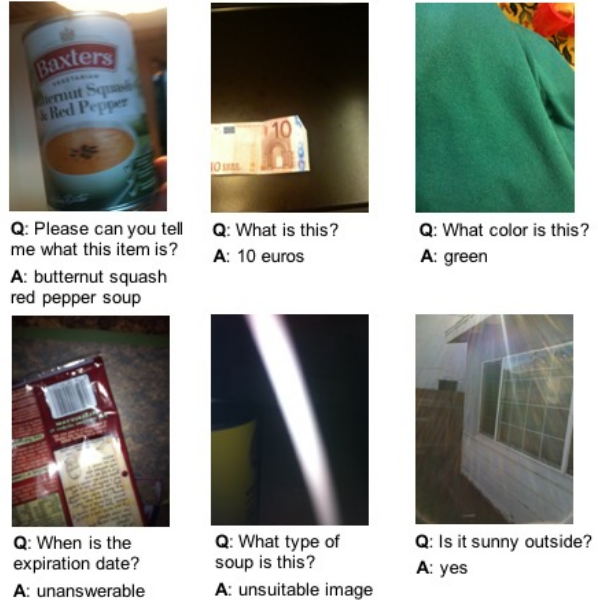 Baxters
VEGETARIAN
Butternut Squash
& Red Pepper
10
10 EURO
Q: Please can you tell
me what this item is?
A: butternut squash
red pepper soup
Q: What is this?
A: 10 euros
Q: What color is this?
A: green
Q: When is the
expiration date?
A: unanswerable
Q: What type of
soup is this?
A: unsuitable image
Q: Is it sunny outside?
A: yes